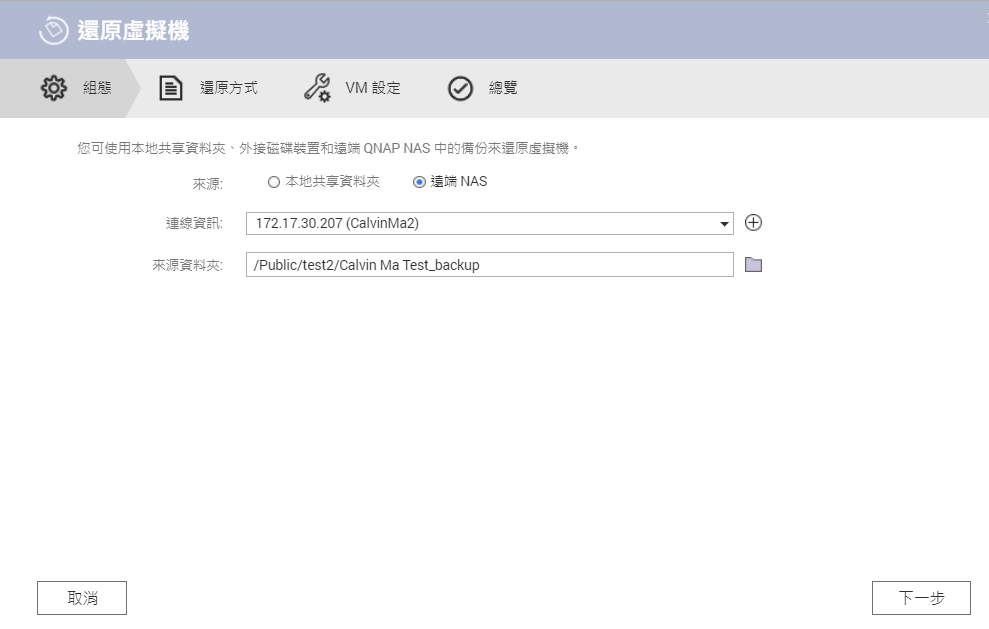 還原虛擬機
組態
還原方式
VM 設定
總覽
您可使用本地共享資料夾、外接磁碟裝置和遠端 QNAP NAS 中的備份來還原虛擬機。
來源:
本地共享資料夾
遠端 NAS
連線資訊:
172.17.30.207 (CalvinMa2)
來源資料夾:
/Public/test2/Calvin Ma Test_backup
取消
下一步